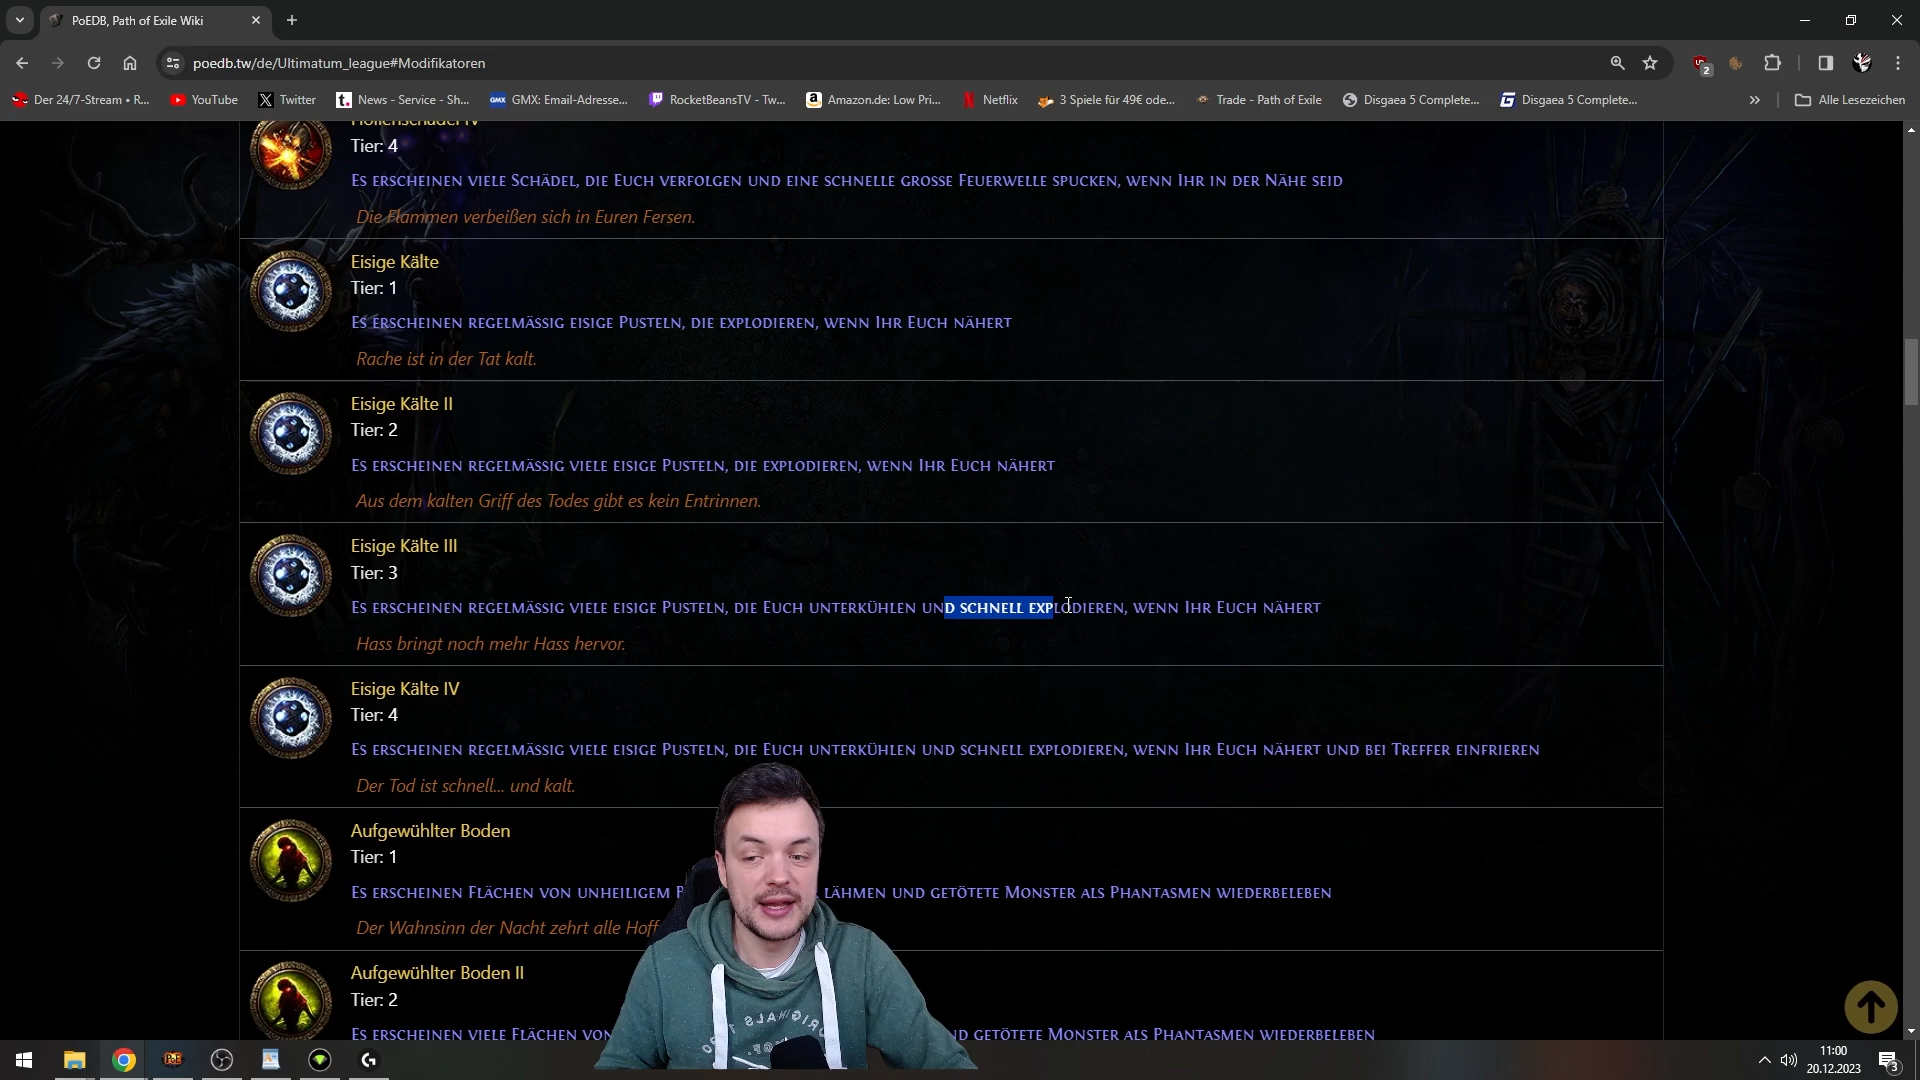 PoEDB, Path of Exile Wiki
poedb.tw/de/Ultimatum_league#Modifikatoren
2
Der 24/7-Stream • R...
YouTube
Twitter
News - Service - Sh...
GMX: Email-Adresse...
RocketBeansTV - Tw...
Amazon.de: Low Pri...
Netflix
3 Spiele für 49€ ode...
Trade - Path of Exile
Disgaea 5 Complete...
Disgaea 5 Complete...
Alle Lesezeichen
Höllenschädel IV
Tier: 4
Es erscheinen viele Schädel, die Euch verfolgen und eine schnelle grosse Feuerwelle spucken, wenn Ihr in der Nähe seid
Die Flammen verbeißen sich in Euren Fersen.
Eisige Kälte
Tier: 1
Es erscheinen regelmässig eisige Pusteln, die explodieren, wenn Ihr Euch nähert
Rache ist in der Tat kalt.
Eisige Kälte II
Tier: 2
Es erscheinen regelmässig viele eisige Pusteln, die explodieren, wenn Ihr Euch nähert
Aus dem kalten Griff des Todes gibt es kein Entrinnen.
Eisige Kälte III
Tier: 3
Es erscheinen regelmässig viele eisige Pusteln, die Euch unterkühlen und schnell explodieren, wenn Ihr Euch nähert
Hass bringt noch mehr Hass hervor.
Eisige Kälte IV
Tier: 4
Es erscheinen regelmässig viele eisige Pusteln, die Euch unterkühlen und schnell explodieren, wenn Ihr Euch nähert und bei Treffer einfrieren
Der Tod ist schnell... und kalt.
Aufgewühlter Boden
Tier: 1
Es erscheinen Flächen von unheiligem lähmen und getötete Monster als Phantasmen wiederbeleben
Der Wahnsinn der Nacht zehrt alle Hoff
Aufgewühlter Boden II
Tier: 2
Es erscheinen viele Flächen von nd getötete Monster als Phantasmen wiederbeleben
ORIGINALS
11:00
20.12.2023
3